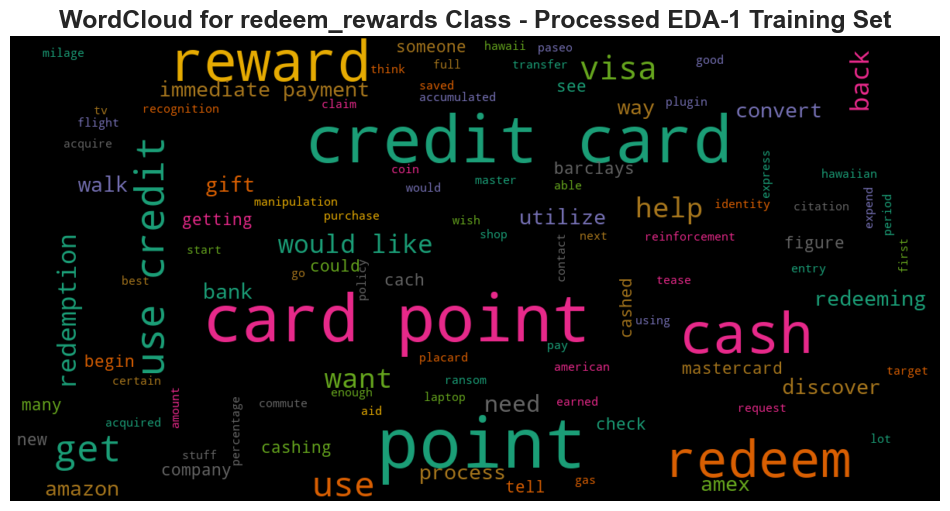 WordCloud for redeem_rewards Class - Processed EDA-1 Training Set
milage
reward
someone
hawaii
paseo
think
full
transfer
visa
good
back
immediate payment
saved
accumulated
see
way
plugin
convert
tv
recognition
claim
flight
acquire
use credit
credit card
coin
master
barclays
express
hawaiian
walk
gift
would
able
manipulation
getting
purchase
wish
utilize
help
identity
citation
expend
period
start
would like
shop
next
reinforcement
figure
first
redemption
best
go
could
policy
cach
contact
tease
entry
bank
cashed
redeeming
card point
using
cash
begin
placard
pay
american
mastercard
target
certain
want
ransom
discover
many
amount
enough
laptop
earned
acquired
percentage
commute
aid
need
request
new
get
stuff
cashing
point
check
lot
company
process
redeem
amazon
use
tell
gas
amex